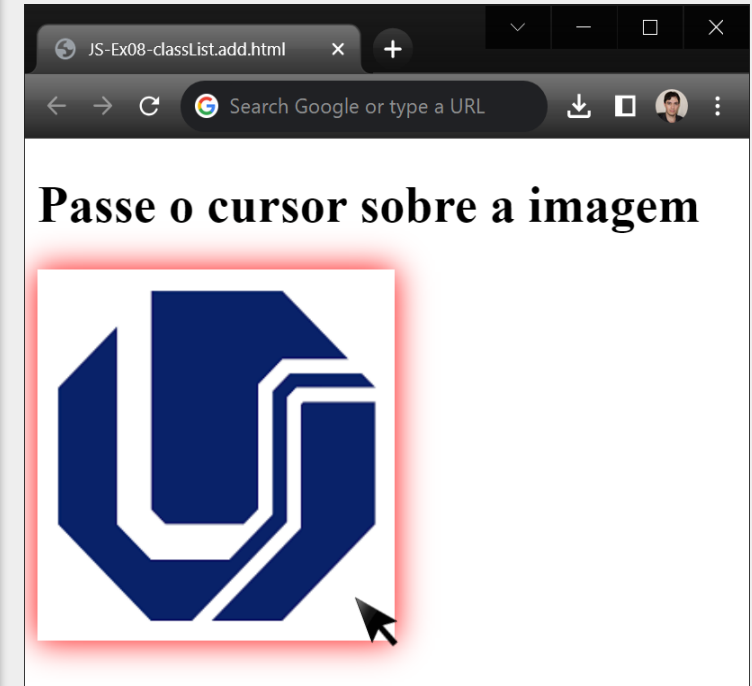 JS-Ex08-classList.add.html
Search Google or type a URL
Passe o cursor sobre a imagem